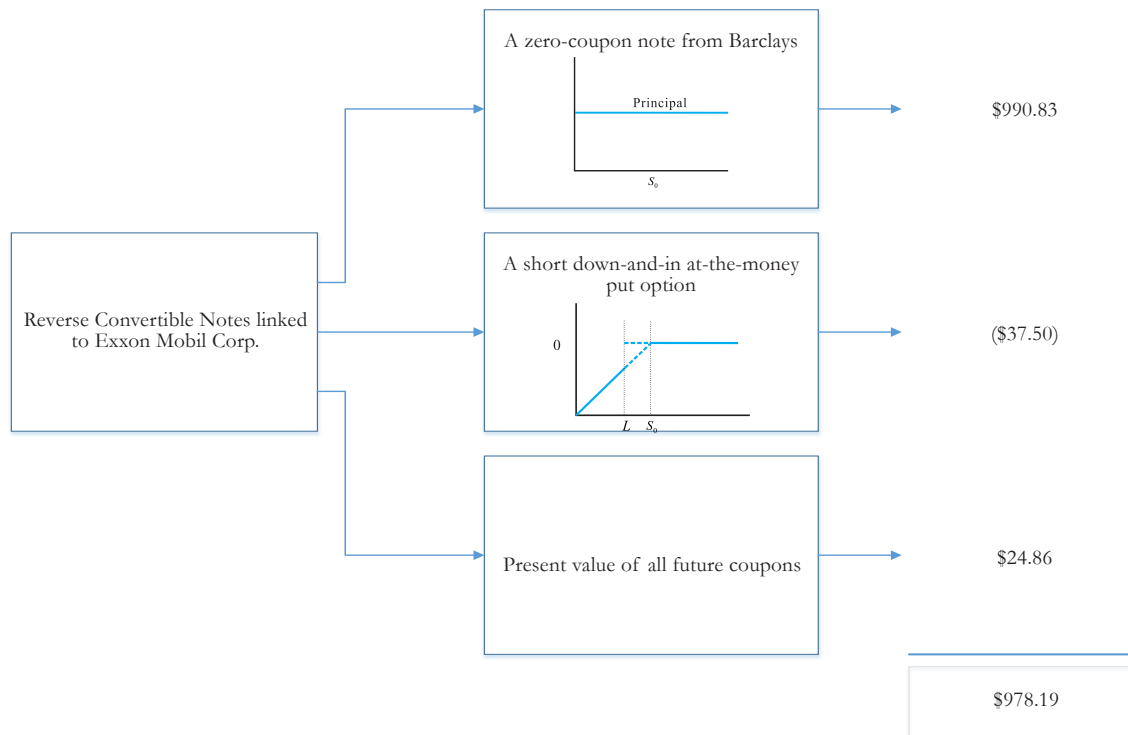 A zero-coupon note from Barclays
Principal
S₀
$990.83
Reverse Convertible Notes linked
to Exxon Mobil Corp.
A short down-and-in at-the-money
put option
0
L S₀
($37.50)
Present value of all future coupons
$24.86
$978.19